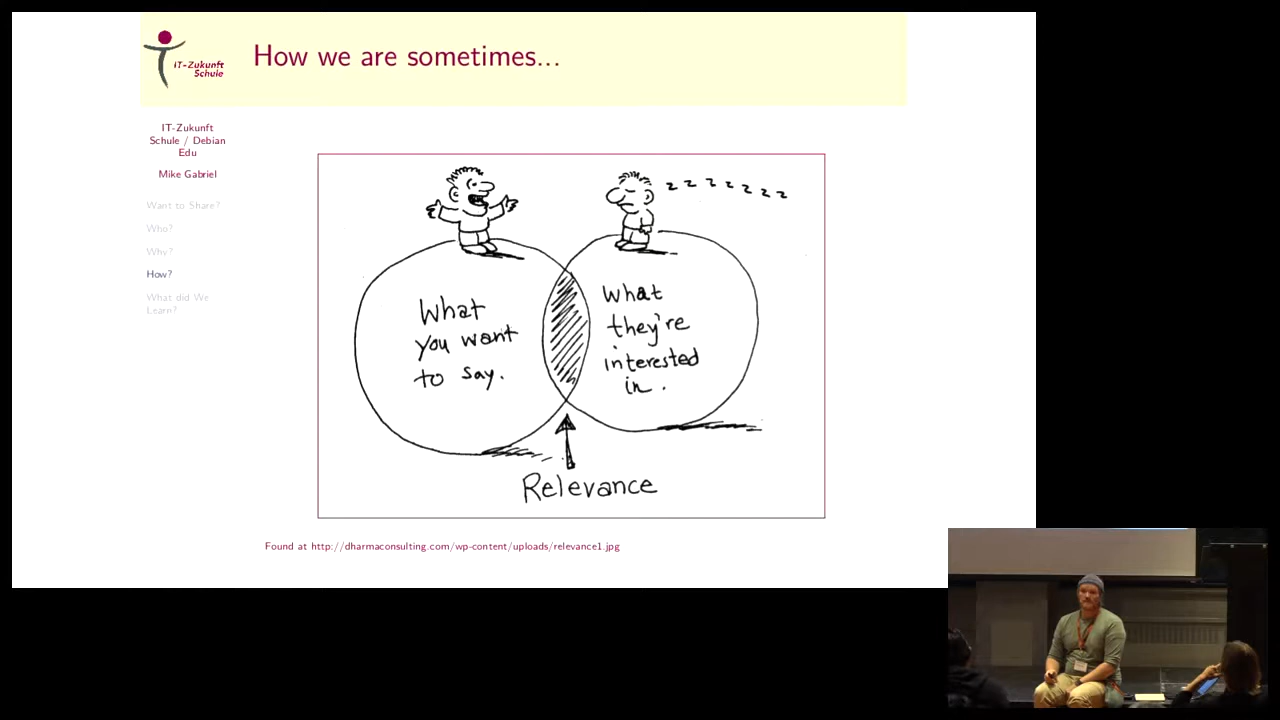 IT-Zukunft
Schule
How we are sometimes...
IT-Zukunft
Schule / Debian
Edu
Mike Gabriel
Want to Share?
Who?
Why?
How?
What did We
Learn?
z z z z z z z
What
you want
to say.
What
they're
interested
in.
Relevance
Found at http://dharmaconsulting.com/wp-content/uploads/relevance1.jpg